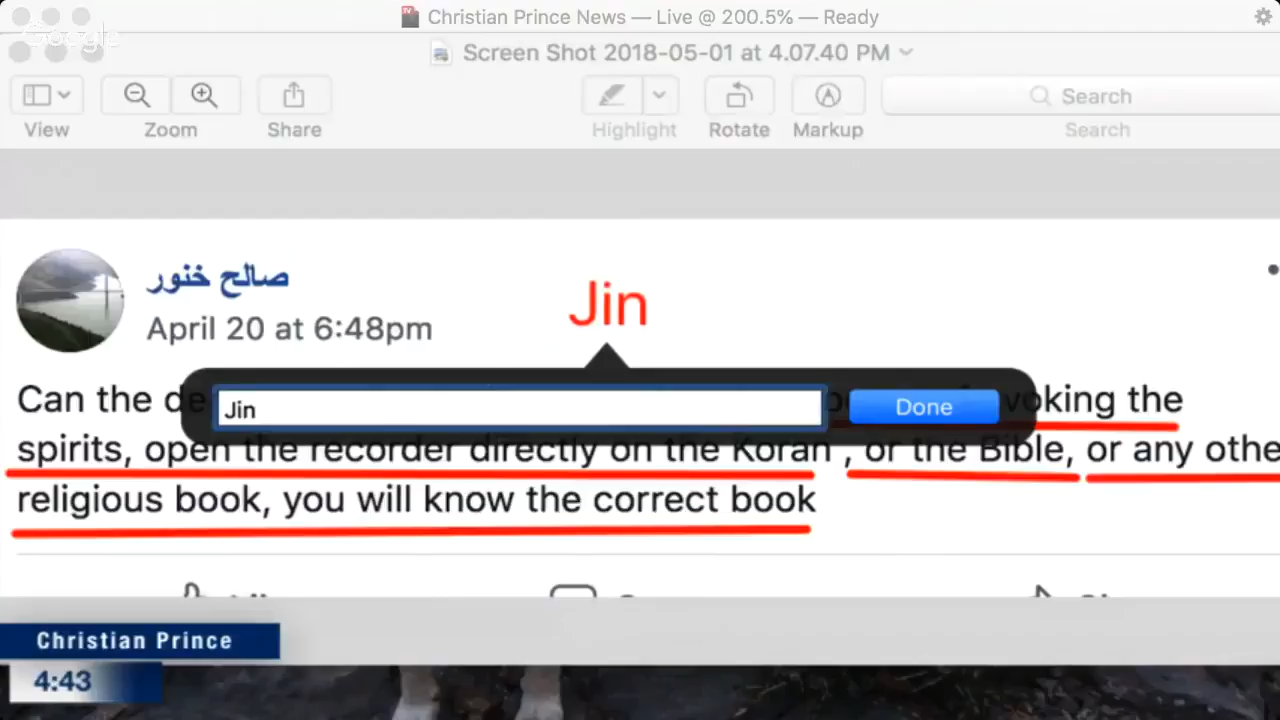 Christian Prince News — Live @ 200.5% — Ready
Google
Screen Shot 2018-05-01 at 4.07.40 PM
View
Zoom
Share
Highlight
Rotate
Markup
Search
Search
صالح خنور
April 20 at 6:48pm
Jin
Jin
Done
Can the voking the
spirits, open the recorder directly on the Koran , or the Bible, or any othe
religious book, you will know the correct book
Christian Prince
4:43